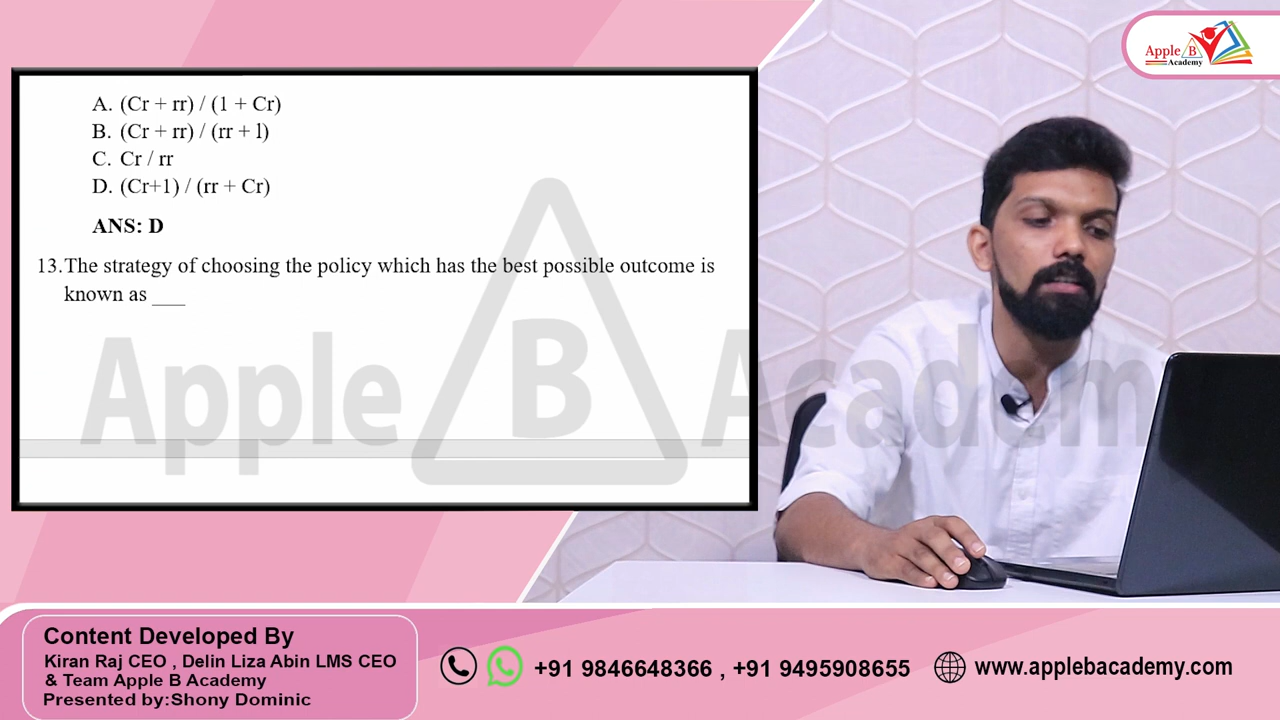 Apple B
Academy
A. (Cr + rr) / (1 + Cr)
B. (Cr + rr) / (rr + l)
C. Cr / rr
D. (Cr+1) / (rr + Cr)
ANS: D
13.The strategy of choosing the policy which has the best possible outcome is
known as ___
Apple B Academy
Content Developed By
Kiran Raj CEO , Delin Liza Abin LMS CEO
& Team Apple B Academy
Presented by:Shony Dominic
+91 9846648366 , +91 9495908655
www.applebacademy.com